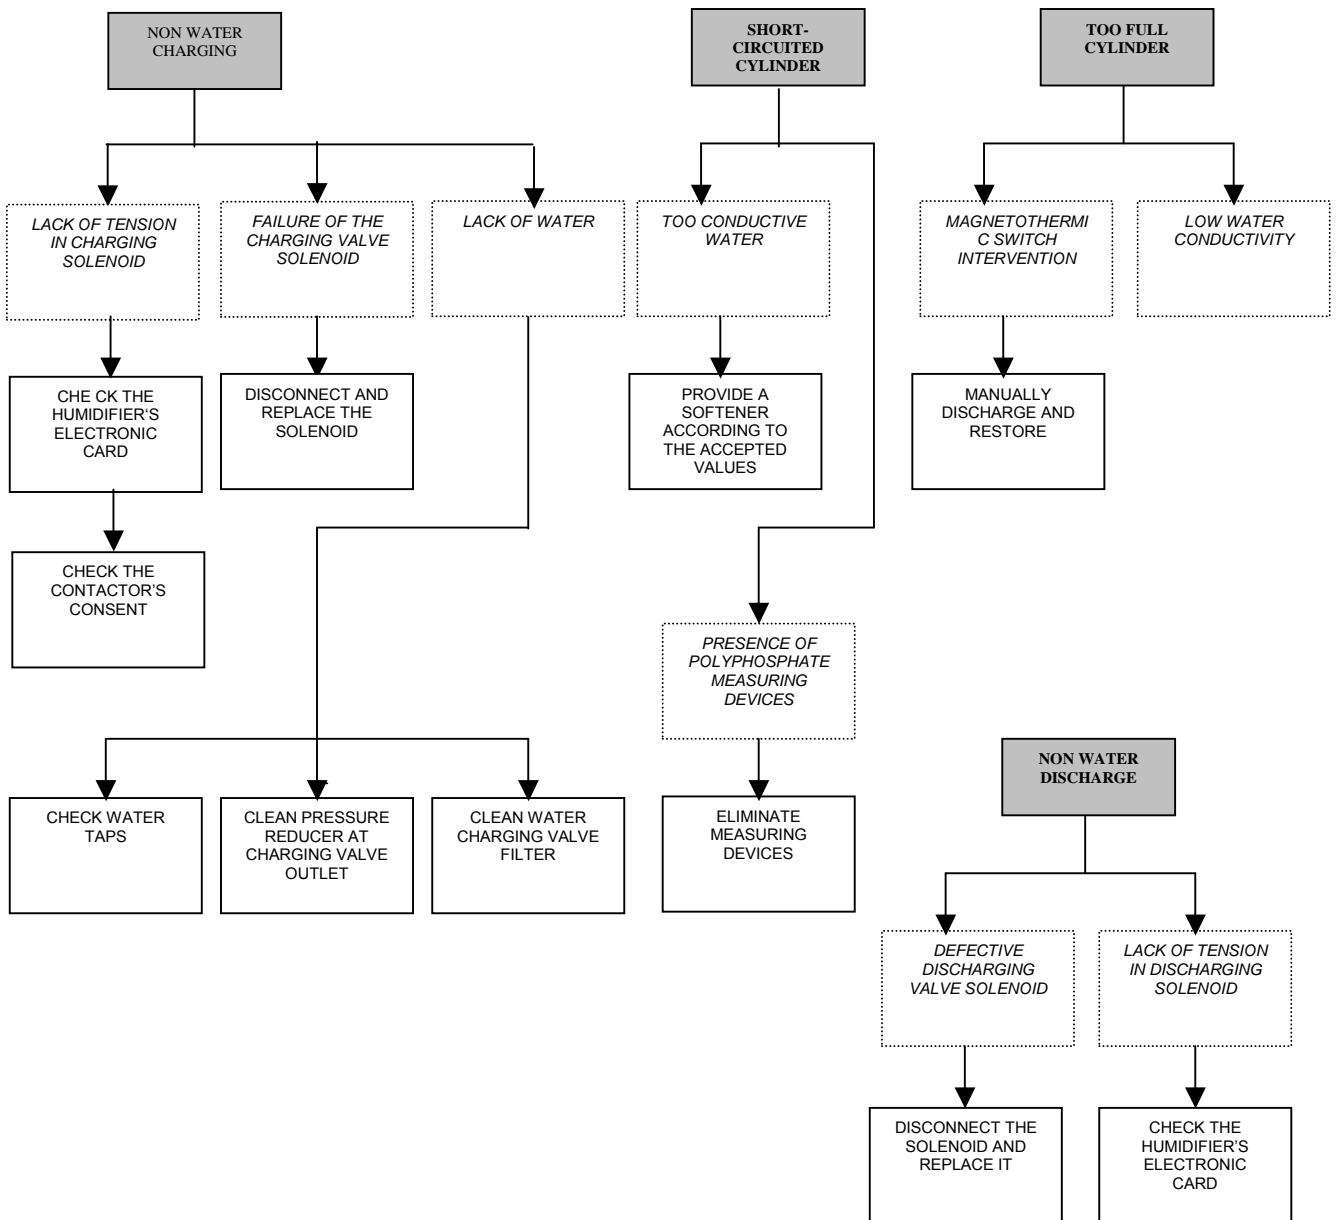 NON WATER
CHARGING
SHORT-
CIRCUITED
CYLINDER
TOO FULL
CYLINDER
LACK OF TENSION
IN CHARGING
SOLENOID
FAILURE OF THE
CHARGING VALVE
SOLENOID
LACK OF WATER
TOO CONDUCTIVE
WATER
MAGNETOTHERMI
C SWITCH
INTERVENTION
LOW WATER
CONDUCTIVITY
CHE CK THE
HUMIDIFIER‘S
ELECTRONIC
CARD
DISCONNECT AND
REPLACE THE
SOLENOID
PROVIDE A
SOFTENER
ACCORDING TO
THE ACCEPTED
VALUES
MANUALLY
DISCHARGE AND
RESTORE
CHECK THE
CONTACTOR’S
CONSENT
PRESENCE OF
POLYPHOSPHATE
MEASURING
DEVICES
NON WATER
DISCHARGE
CHECK WATER
TAPS
CLEAN PRESSURE
REDUCER AT
CHARGING VALVE
OUTLET
CLEAN WATER
CHARGING VALVE
FILTER
ELIMINATE
MEASURING
DEVICES
DEFECTIVE
DISCHARGING
VALVE SOLENOID
LACK OF TENSION
IN DISCHARGING
SOLENOID
DISCONNECT THE
SOLENOID AND
REPLACE IT
CHECK THE
HUMIDIFIER’S
ELECTRONIC
CARD